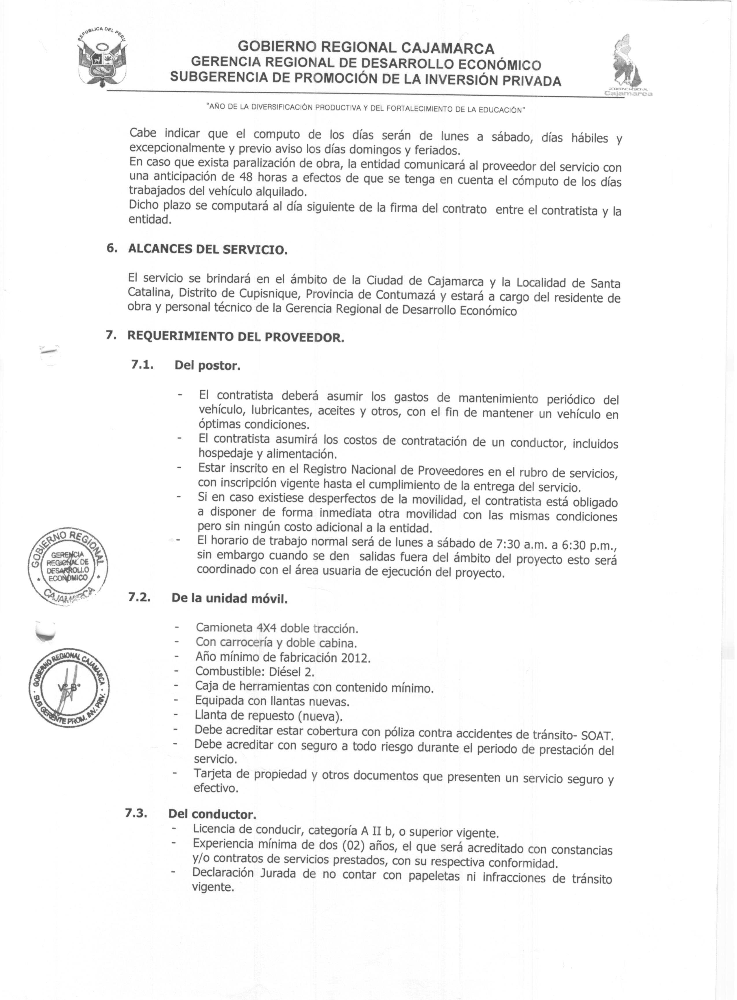 REPUBLICA DEL PERU
GOBIERNO REGIONAL CAJAMARCA
GERENCIA REGIONAL DE DESARROLLO ECONÓMICO
SUBGERENCIA DE PROMOCIÓN DE LA INVERSIÓN PRIVADA
GOBIERNO REGIONAL
Cajamarca
"AÑO DE LA DIVERSIFICACIÓN PRODUCTIVA Y DEL FORTALECIMIENTO DE LA EDUCACIÓN"
Cabe indicar que el computo de los días serán de lunes a sábado, días hábiles y
excepcionalmente y previo aviso los días domingos y feriados.
En caso que exista paralización de obra, la entidad comunicará al proveedor del servicio con
una anticipación de 48 horas a efectos de que se tenga en cuenta el cómputo de los días
trabajados del vehículo alquilado.
Dicho plazo se computará al día siguiente de la firma del contrato entre el contratista y la
entidad.
6. ALCANCES DEL SERVICIO.
El servicio se brindará en el ámbito de la Ciudad de Cajamarca y la Localidad de Santa
Catalina, Distrito de Cupisnique, Provincia de Contumazá y estará a cargo del residente de
obra y personal técnico de la Gerencia Regional de Desarrollo Económico
7. REQUERIMIENTO DEL PROVEEDOR.
7.1. Del postor.
- El contratista deberá asumir los gastos de mantenimiento periódico del
vehículo, lubricantes, aceites y otros, con el fin de mantener un vehículo en
óptimas condiciones.
- El contratista asumirá los costos de contratación de un conductor, incluidos
hospedaje y alimentación.
- Estar inscrito en el Registro Nacional de Proveedores en el rubro de servicios,
con inscripción vigente hasta el cumplimiento de la entrega del servicio.
- Si en caso existiese desperfectos de la movilidad, el contratista está obligado
a disponer de forma inmediata otra movilidad con las mismas condiciones
pero sin ningún costo adicional a la entidad.
- El horario de trabajo normal será de lunes a sábado de 7:30 a.m. a 6:30 p.m.,
sin embargo cuando se den salidas fuera del ámbito del proyecto esto será
coordinado con el área usuaria de ejecución del proyecto.
GOBIERNO REGIONAL
GERENCIA
REGIONAL DE
DESARROLLO
ECONOMICO
* CAJAMARCA *
7.2. De la unidad móvil.
- Camioneta 4X4 doble tracción.
- Con carrocería y doble cabina.
- Año mínimo de fabricación 2012.
- Combustible: Diésel 2.
- Caja de herramientas con contenido mínimo.
- Equipada con llantas nuevas.
- Llanta de repuesto (nueva).
- Debe acreditar estar cobertura con póliza contra accidentes de tránsito- SOAT.
- Debe acreditar con seguro a todo riesgo durante el periodo de prestación del
servicio.
- Tarjeta de propiedad y otros documentos que presenten un servicio seguro y
efectivo.
GOBIERNO REGIONAL CAJAMARCA
V° B°
SUB GERENTE PROM. INV. PRIV.
7.3. Del conductor.
- Licencia de conducir, categoría A II b, o superior vigente.
- Experiencia mínima de dos (02) años, el que será acreditado con constancias
y/o contratos de servicios prestados, con su respectiva conformidad.
- Declaración Jurada de no contar con papeletas ni infracciones de tránsito
vigente.